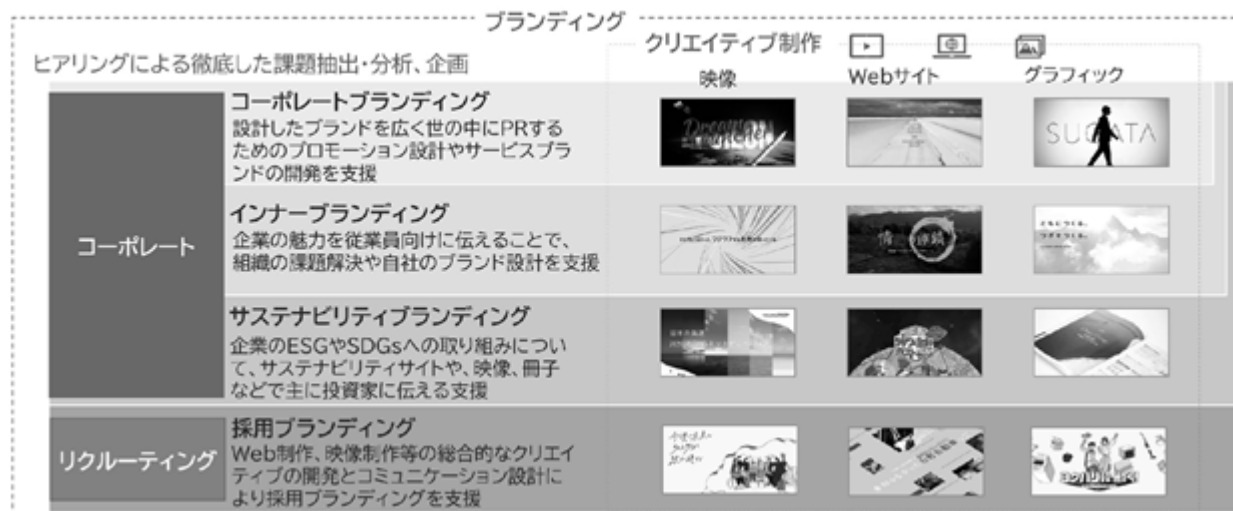 ブランディング
ヒアリングによる徹底した課題抽出・分析、企画
クリエイティブ制作
映像
Webサイト
グラフィック
コーポレート
コーポレートブランディング
設計したブランドを広く世の中にPRする
ためのプロモーション設計やサービスブラ
ンドの開発を支援
SUGATA
インナーブランディング
企業の魅力を従業員向けに伝えることで、
組織の課題解決や自社のブランド設計を支援
ともにつくる。
つぎをつくる。
サステナビリティブランディング
企業のESGやSDGsへの取り組みについ
て、サステナビリティサイトや、映像、冊子
などで主に投資家に伝える支援
リクルーティング
採用ブランディング
Web制作、映像制作等の総合的なクリエイ
ティブの開発とコミュニケーション設計に
より採用ブランディングを支援